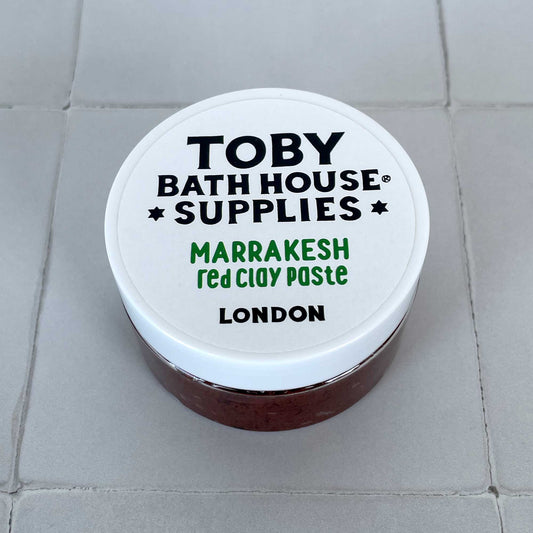 TOBY
BATH HOUSE®
★ SUPPLIES ★
MARRAKESH
red clay paste
LONDON